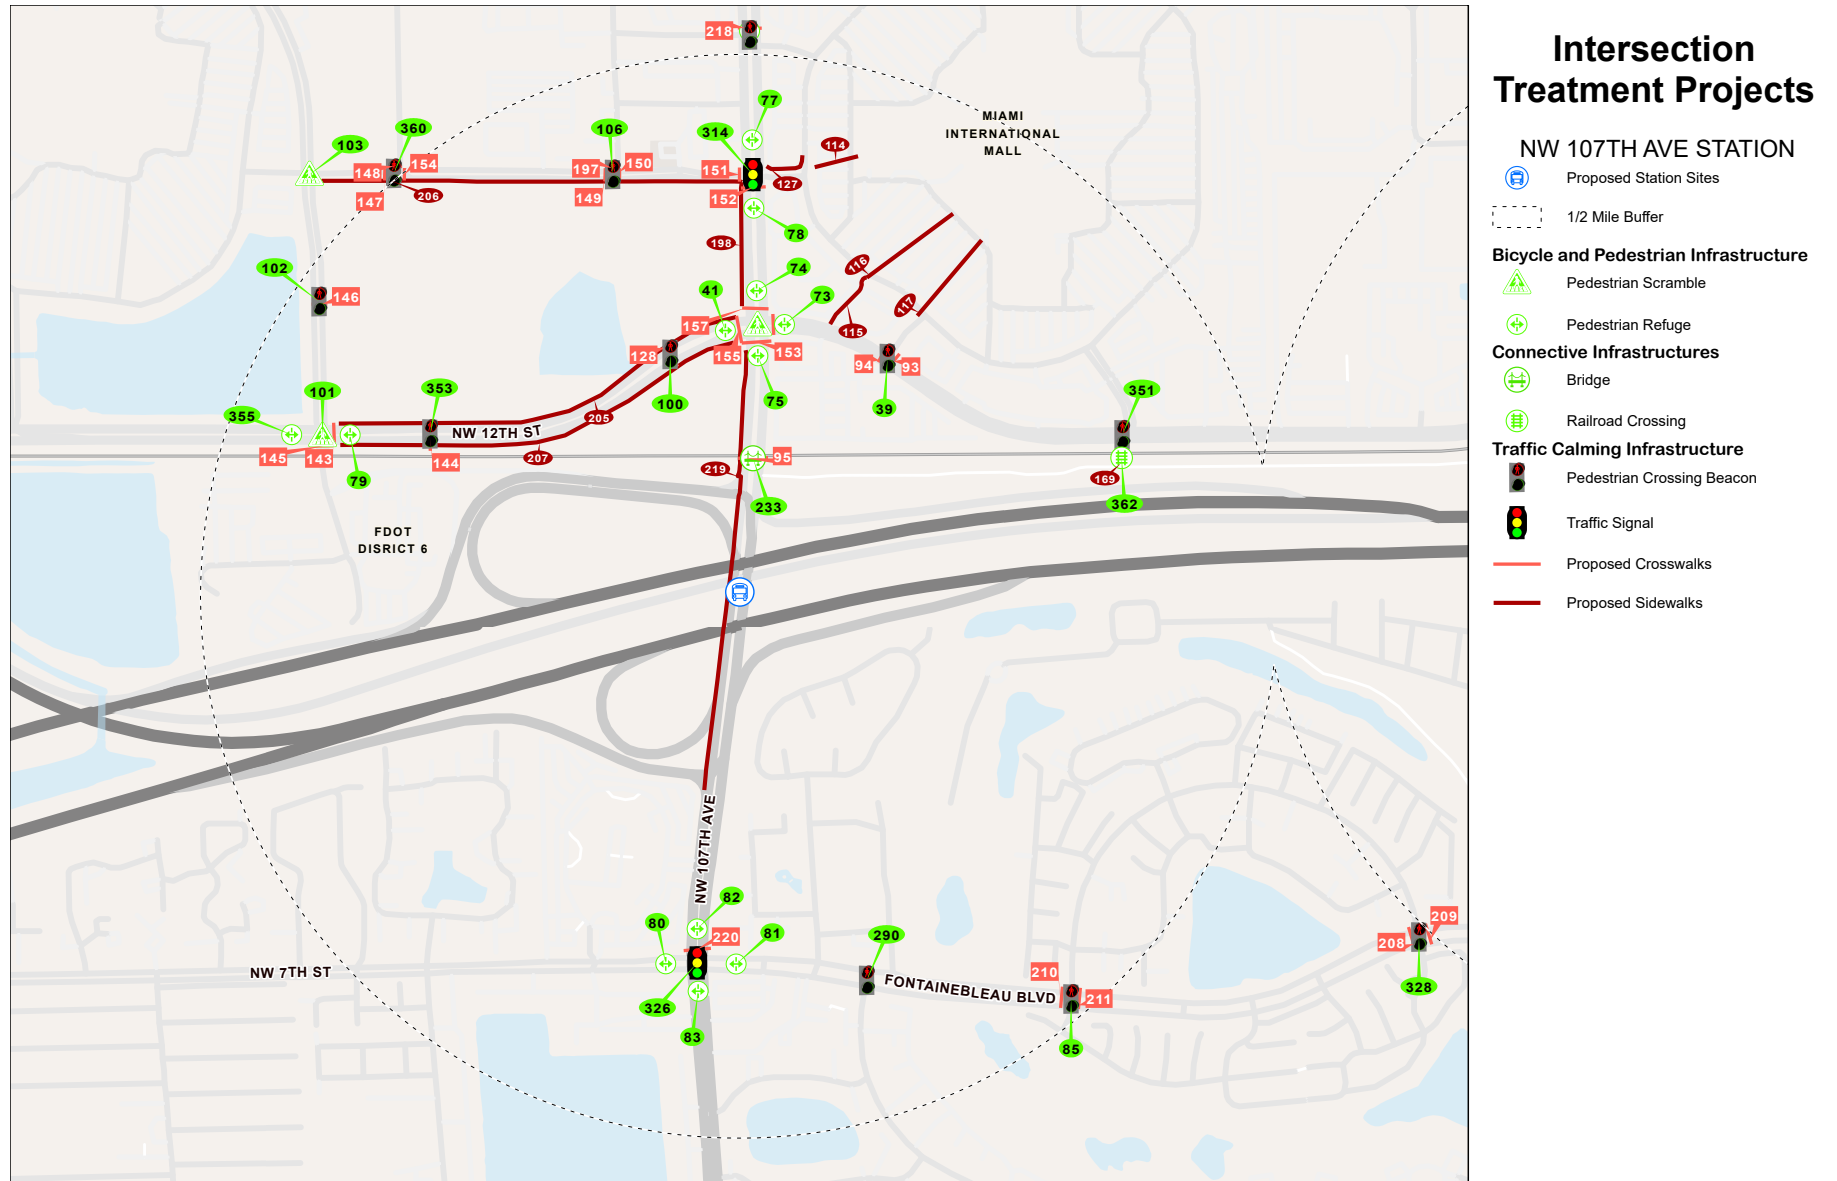 Intersection
Treatment Projects
NW 107TH AVE STATION
Proposed Station Sites
1/2 Mile Buffer
Bicycle and Pedestrian Infrastructure
Pedestrian Scramble
Pedestrian Refuge
Connective Infrastructures
Bridge
Railroad Crossing
Traffic Calming Infrastructure
Pedestrian Crossing Beacon
Traffic Signal
Proposed Crosswalks
Proposed Sidewalks
218
77
MIAMI
INTERNATIONAL
MALL
103
360
106
314
114
148
154
197
150
151
127
147
206
149
152
198
78
102
146
74
41
73
116
117
115
157
128
155
153
94
93
100
75
39
353
351
101
355
205
NW 12TH ST
145
143
144
207
79
219
95
233
169
362
FDOT
DISRICT 6
NW 107TH AVE
82
80
220
81
290
209
208
NW 7TH ST
210
211
FONTAINEBLEAU BLVD
328
326
83
85